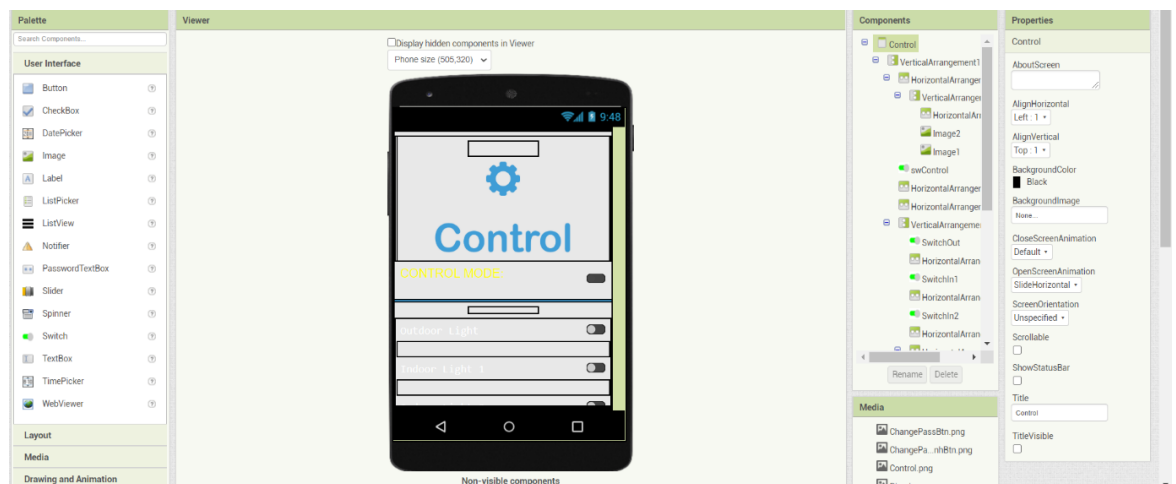 Palette
Search Components...
User Interface
Button
CheckBox
DatePicker
Image
Label
ListPicker
ListView
Notifier
PasswordTextBox
Slider
Spinner
Switch
TextBox
TimePicker
WebViewer
Layout
Media
Drawing and Animation
Viewer
Display hidden components in Viewer
Phone size (505,320)
9:48
Control
CONTROL MODE:
Outdoor Light
Indoor Light 1
Non-visible components
Components
Control
VerticalArrangement1
HorizontalArranger
VerticalArranger
HorizontalArr
Image2
Image1
swControl
HorizontalArranger
HorizontalArranger
VerticalArrangeme
SwitchOut
HorizontalArran
SwitchIn1
HorizontalArran
SwitchIn2
HorizontalArran
Rename Delete
Media
ChangePassBtn.png
ChangePa...nhBtn.png
Control.png
Properties
Control
AboutScreen
AlignHorizontal
Left : 1
AlignVertical
Top : 1
BackgroundColor
Black
BackgroundImage
None...
CloseScreenAnimation
Default
OpenScreenAnimation
SlideHorizontal
ScreenOrientation
Unspecified
Scrollable
ShowStatusBar
Title
Control
TitleVisible